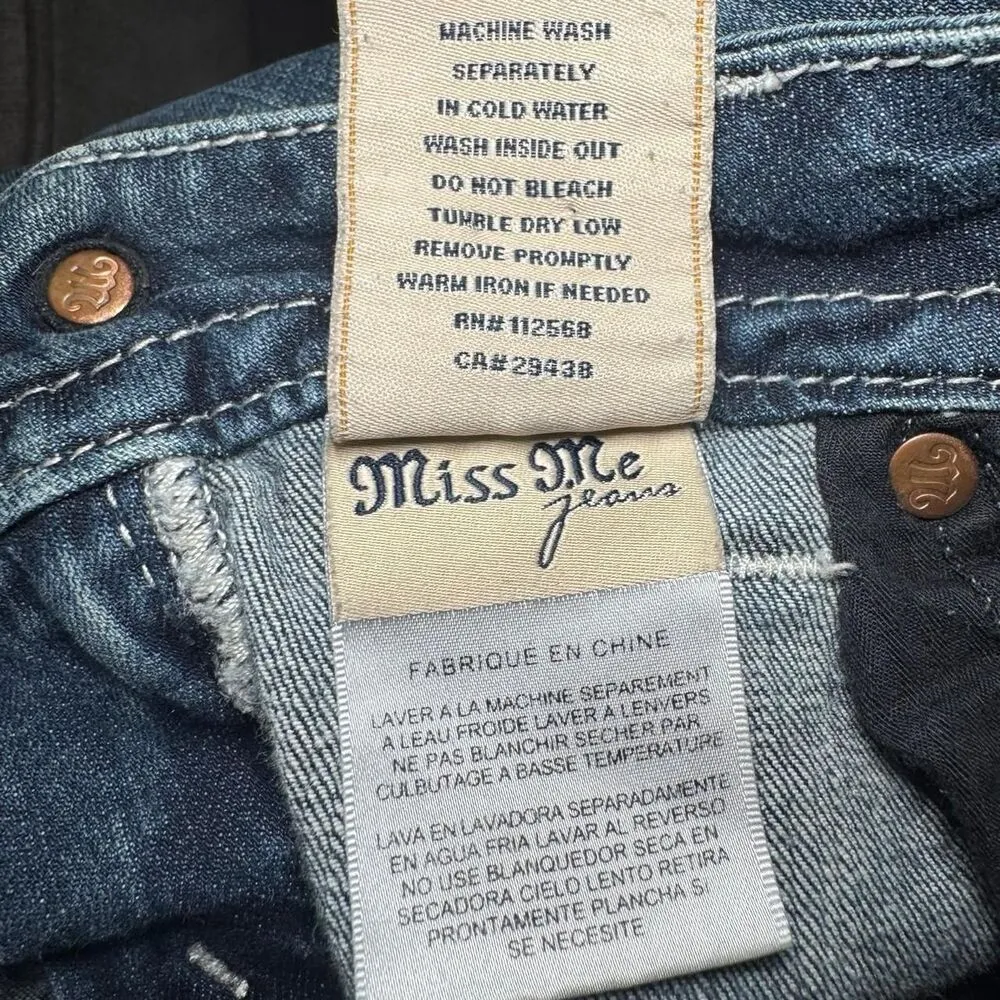 MACHINE WASH
SEPARATELY
IN COLD WATER
WASH INSIDE OUT
DO NOT BLEACH
TUMBLE DRY LOW
REMOVE PROMPTLY
WARM IRON IF NEEDED
RN# 112568
CA# 29438
Miss Me
jeans
FABRIQUE EN CHINE
LAVER A LA MACHINE SEPAREMENT
A LEAU FROIDE LAVER A LENVERS
NE PAS BLANCHIR SECHER PAR
CULBUTAGE A BASSE TEMPERATURE
LAVA EN LAVADORA SEPARADAMENTE
EN AGUA FRIA LAVAR AL REVERSO
NO USE BLANQUEDOR SECA EN
SECADORA CIELO LENTO RETIRA
PRONTAMENTE PLANCHA SI
SE NECESITE